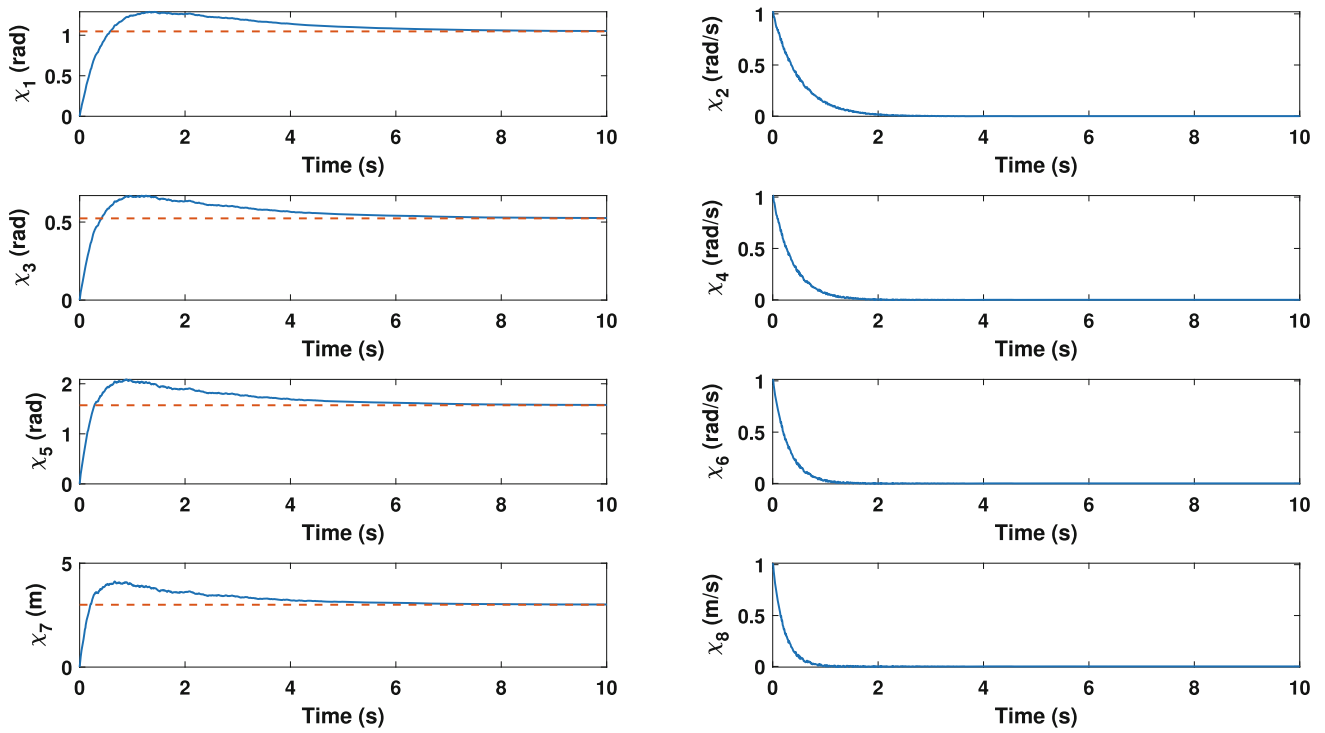 χ1 (rad)
1
0.5
0
0 2 4 6 8 10
Time (s)
χ2 (rad/s)
1
0.5
0
0 2 4 6 8 10
Time (s)
χ3 (rad)
0.5
0
0 2 4 6 8 10
Time (s)
χ4 (rad/s)
1
0.5
0
0 2 4 6 8 10
Time (s)
χ5 (rad)
2
1
0
0 2 4 6 8 10
Time (s)
χ6 (rad/s)
1
0.5
0
0 2 4 6 8 10
Time (s)
χ7 (m)
5
0
0 2 4 6 8 10
Time (s)
χ8 (m/s)
1
0.5
0
0 2 4 6 8 10
Time (s)